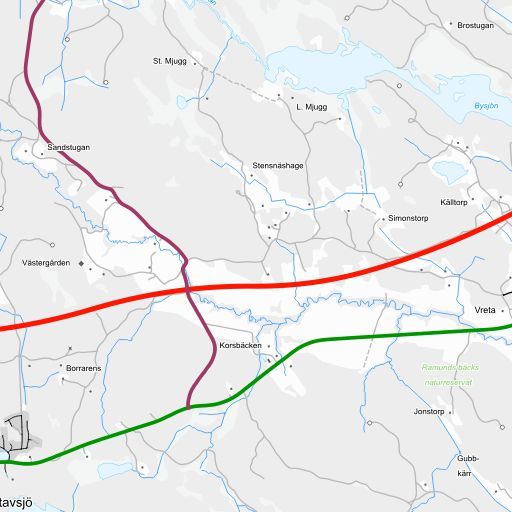 Brostugan
St. Mjugg
L. Mjugg
Bysjön
Sandstugan
Stensnäshage
Källtorp
Simonstorp
Västergården
Vreta
Korsbäcken
Borrarens
Ramunds bäcks
naturreservat
Jonstorp
Gubb-
kärr
tavsjö